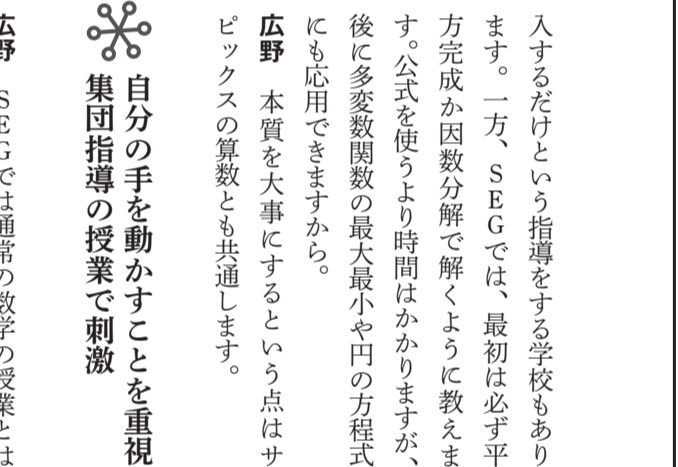 入するだけという指導をする学校もあり
ます。一方、SEGでは、最初は必ず平
方完成か因数分解で解くように教えま
す。公式を使うより時間はかかりますが、
後に多変数関数の最大最小や円の方程式
にも応用できますから。
広野　本質を大事にするという点はサ
ピックスの算数とも共通します。
自分の手を動かすことを重視
集団指導の授業で刺激
広野　SEGでは通常の数学の授業とは